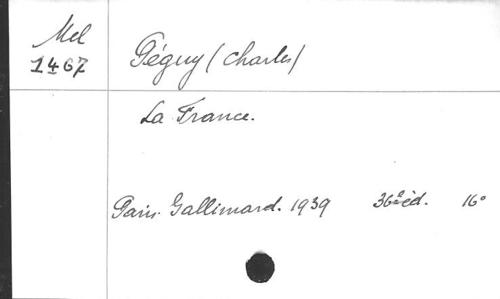 Mel
1467
Péguy (Charles)
La France.
Paris. Gallimard. 1939 36e éd. 16°